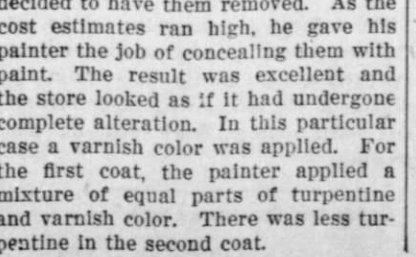 decided to have them removed. As the
cost estimates ran high, he gave his
painter the job of concealing them with
paint. The result was excellent and
the store looked as if it had undergone
complete alteration. In this particular
case a varnish color was applied. For
the first coat, the painter applied a
mixture of equal parts of turpentine
and varnish color. There was less tur-
pentine in the second coat.